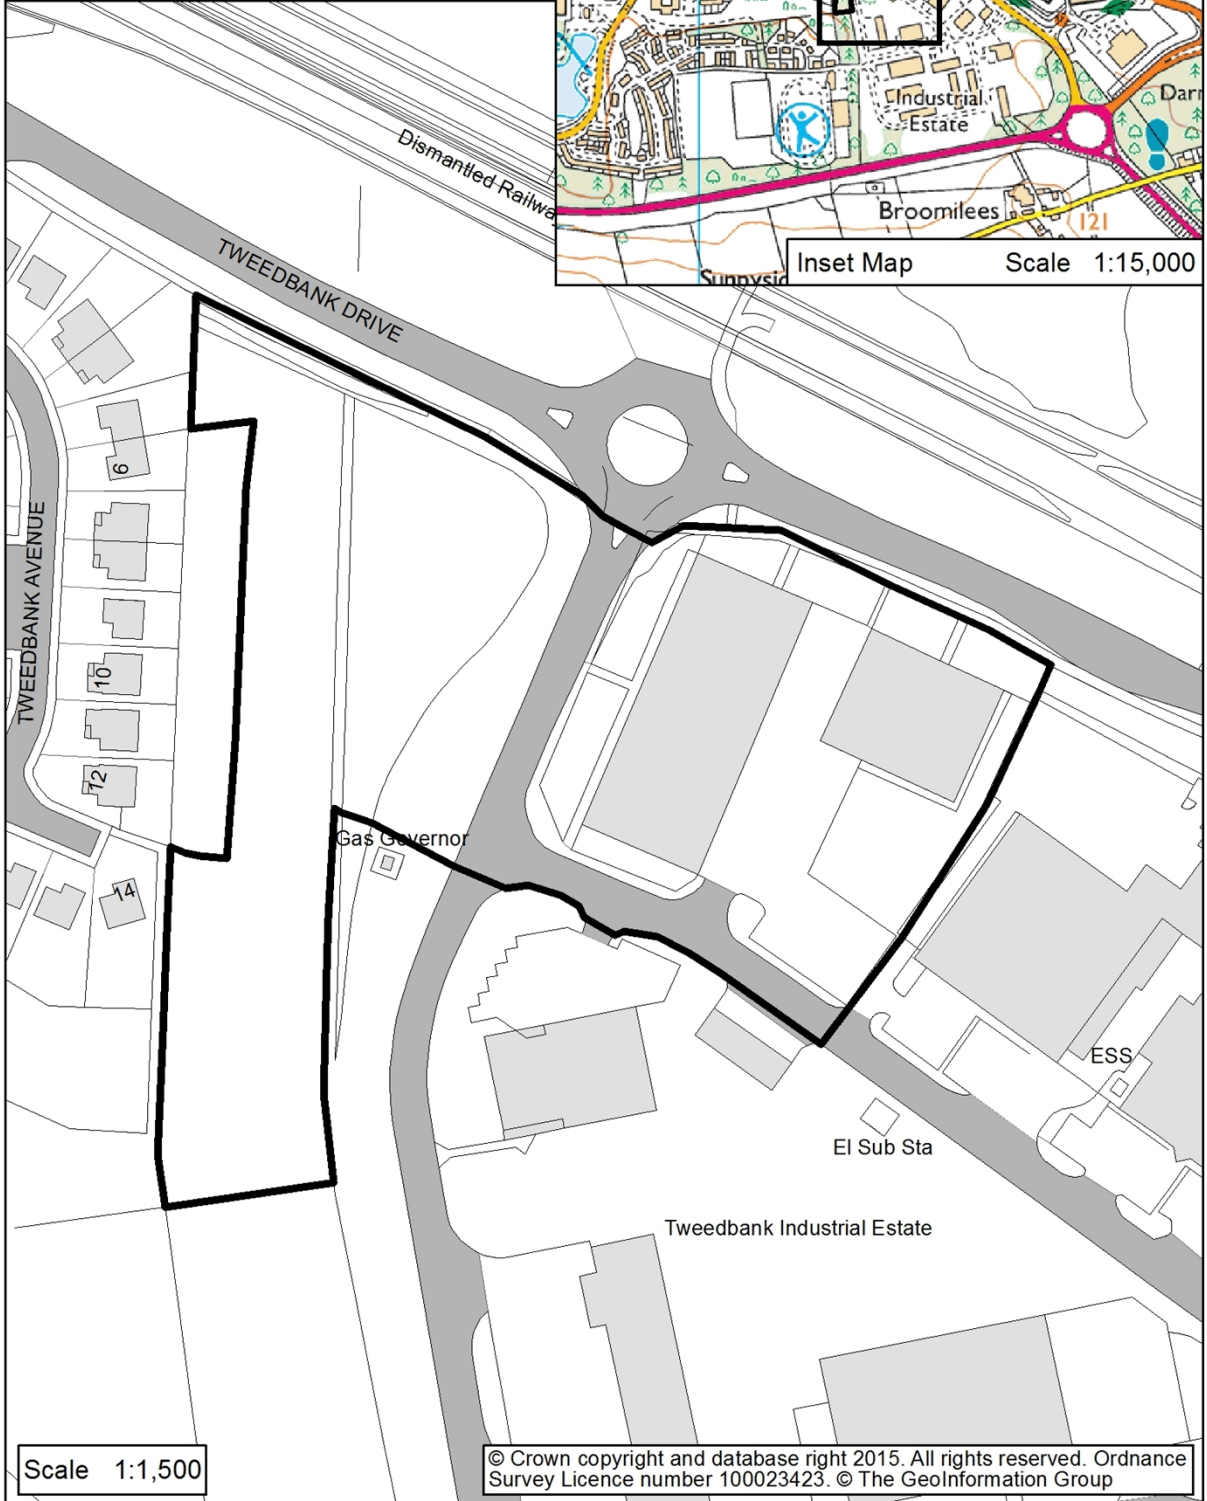 Industrial
Estate
Darr
Broomilees
121
Sunnysid
Inset Map Scale 1:15,000
Dismantled Railwa
TWEEDBANK DRIVE
TWEEDBANK AVENUE
6
10
12
14
Gas Governor
ESS
El Sub Sta
Tweedbank Industrial Estate
Scale 1:1,500
© Crown copyright and database right 2015. All rights reserved. Ordnance
Survey Licence number 100023423. © The GeoInformation Group